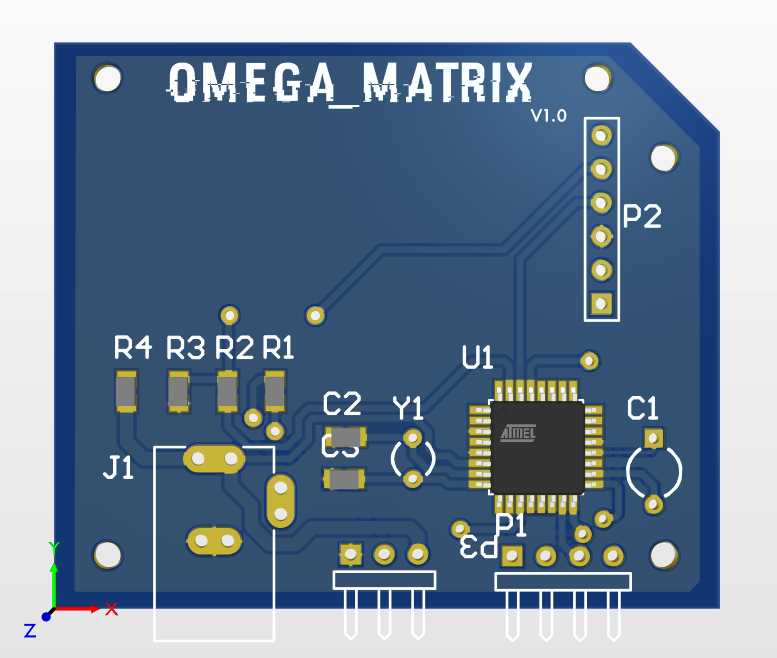 OMEGA_MATRIX
V1.0
P2
R4 R3 R2 R1
U1
C2 Y1 C1
C3
J1
ATMEL
P1
P3
Y
X
Z